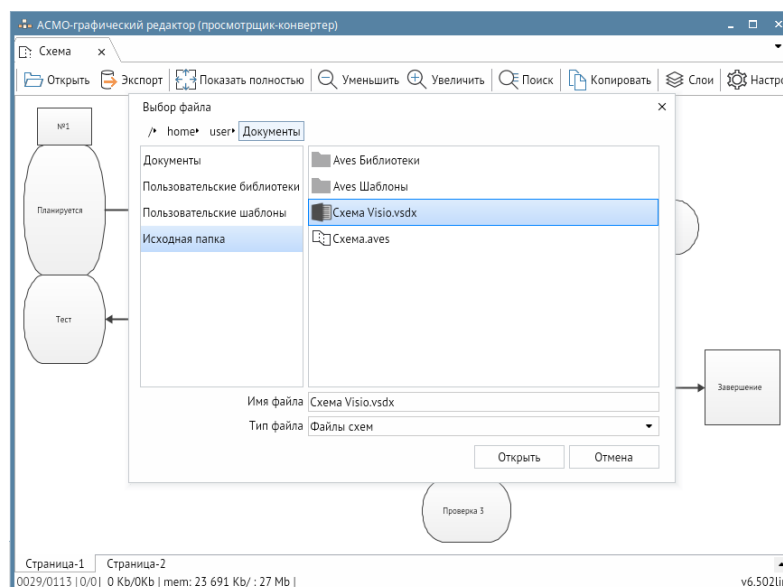 АСМО-графический редактор (просмотрщик-конвертер)
Схема
Открыть Экспорт Показать полностью Уменьшить Увеличить Поиск Копировать Слои Настро
Выбор файла
№1
/ home user Документы
Документы
Aves Библиотеки
Пользовательские библиотеки
Aves Шаблоны
Планируется
Пользовательские шаблоны
Схема Visio.vsdx
Исходная папка
Схема.aves
Тест
Завершение
Имя файла Схема Visio.vsdx
Тип файла Файлы схем
Открыть Отмена
Проверка 3
Страница-1 Страница-2
0029/0113 | 0/0 | 0 Kb/0Kb | mem: 23 691 Kb/ : 27 Mb | v6.502